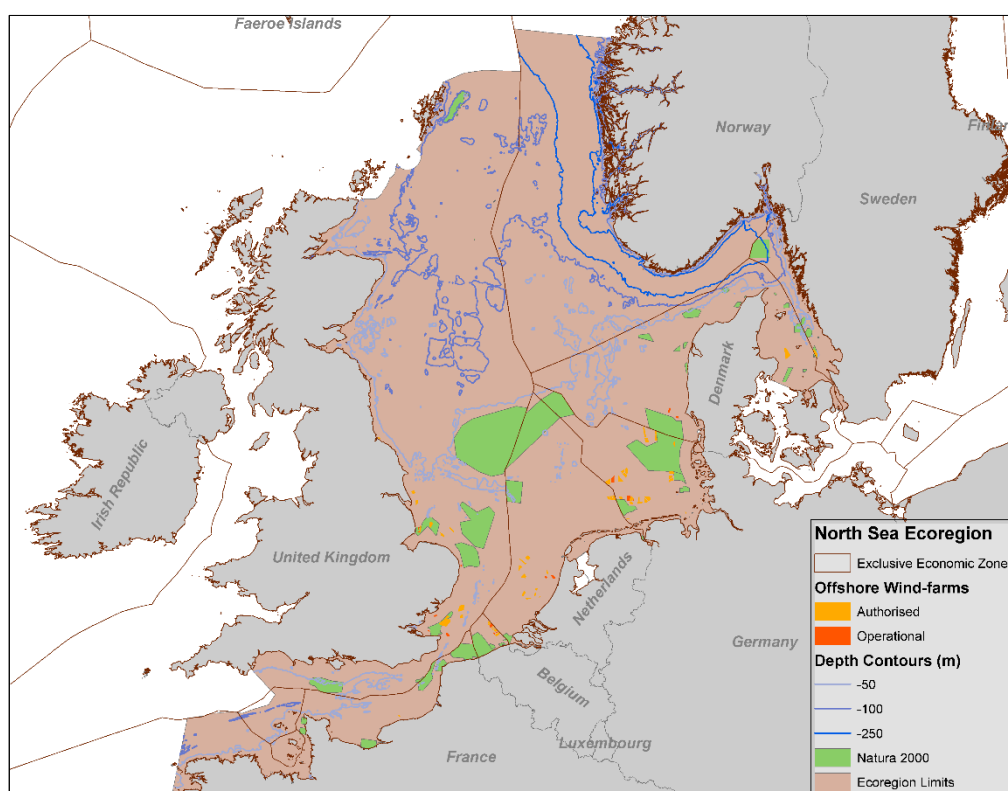 Faeroe Islands
Norway
Sweden
Denmark
Irish Republic
United Kingdom
Netherlands
Germany
Belgium
Luxembourg
France
North Sea Ecoregion
Exclusive Economic Zone
Offshore Wind-farms
Authorised
Operational
Depth Contours (m)
-50
-100
-250
Natura 2000
Ecoregion Limits